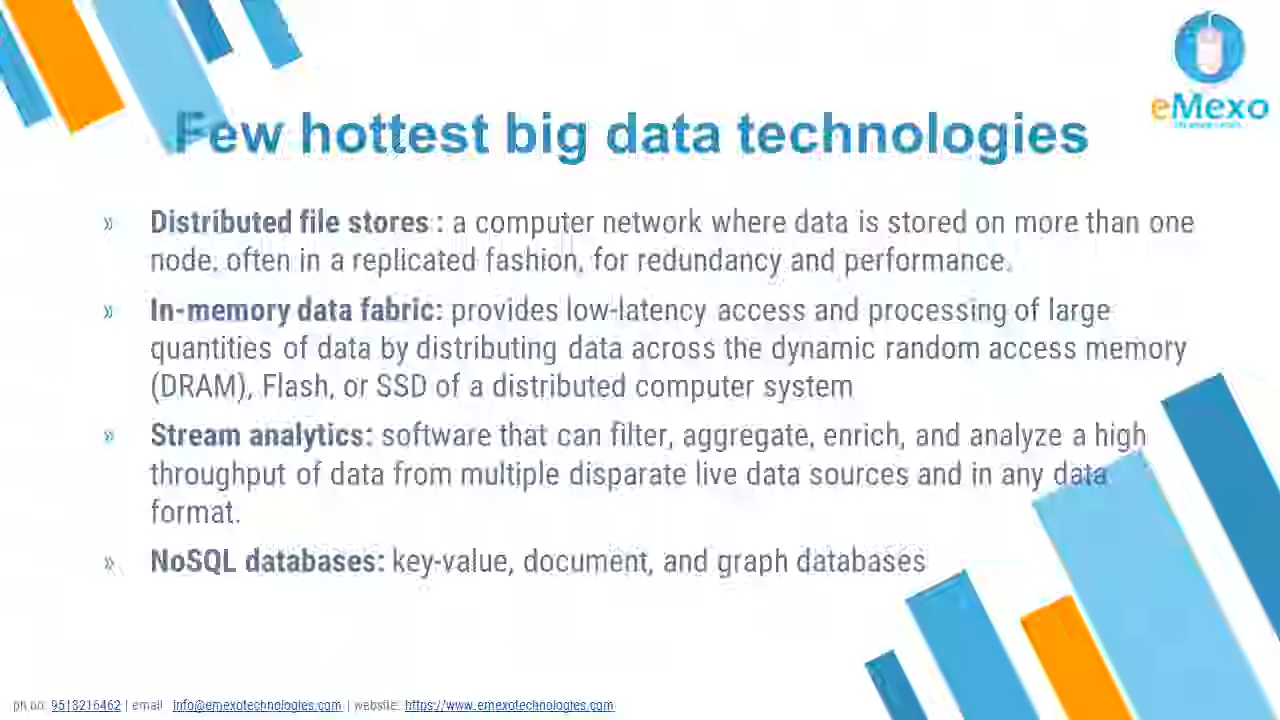 eMexo
Few hottest big data technologies
» Distributed file stores : a computer network where data is stored on more than one
node, often in a replicated fashion, for redundancy and performance.
» In-memory data fabric: provides low-latency access and processing of large
quantities of data by distributing data across the dynamic random access memory
(DRAM), Flash, or SSD of a distributed computer system
» Stream analytics: software that can filter, aggregate, enrich, and analyze a high
throughput of data from multiple disparate live data sources and in any data
format.
» NoSQL databases: key-value, document, and graph databases
ph no: 9513216462 | email: info@emexotechnologies.com | website: https://www.emexotechnologies.com